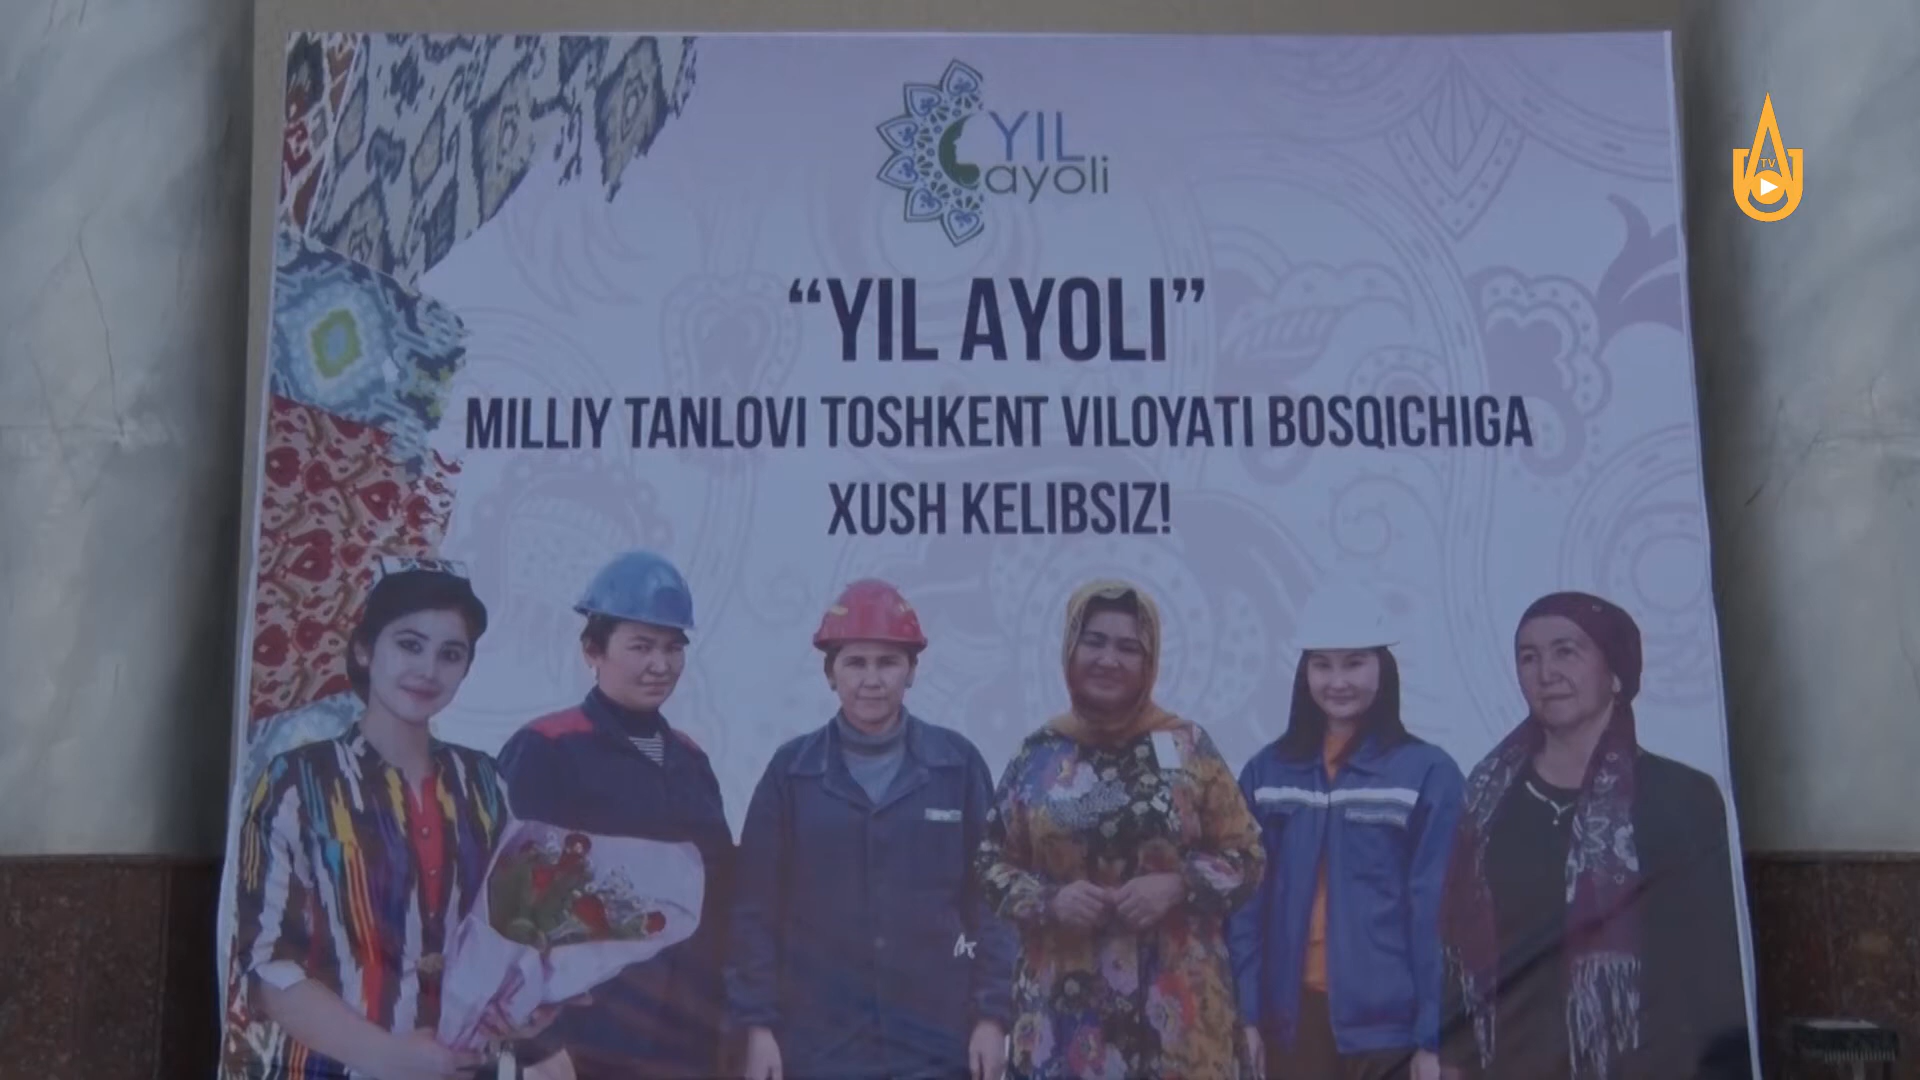 YIL
ayoli
TV
“YIL AYOLI”
MILLIY TANLOVI TOSHKENT VILOYATI BOSQICHIGA
XUSH KELIBSIZ!